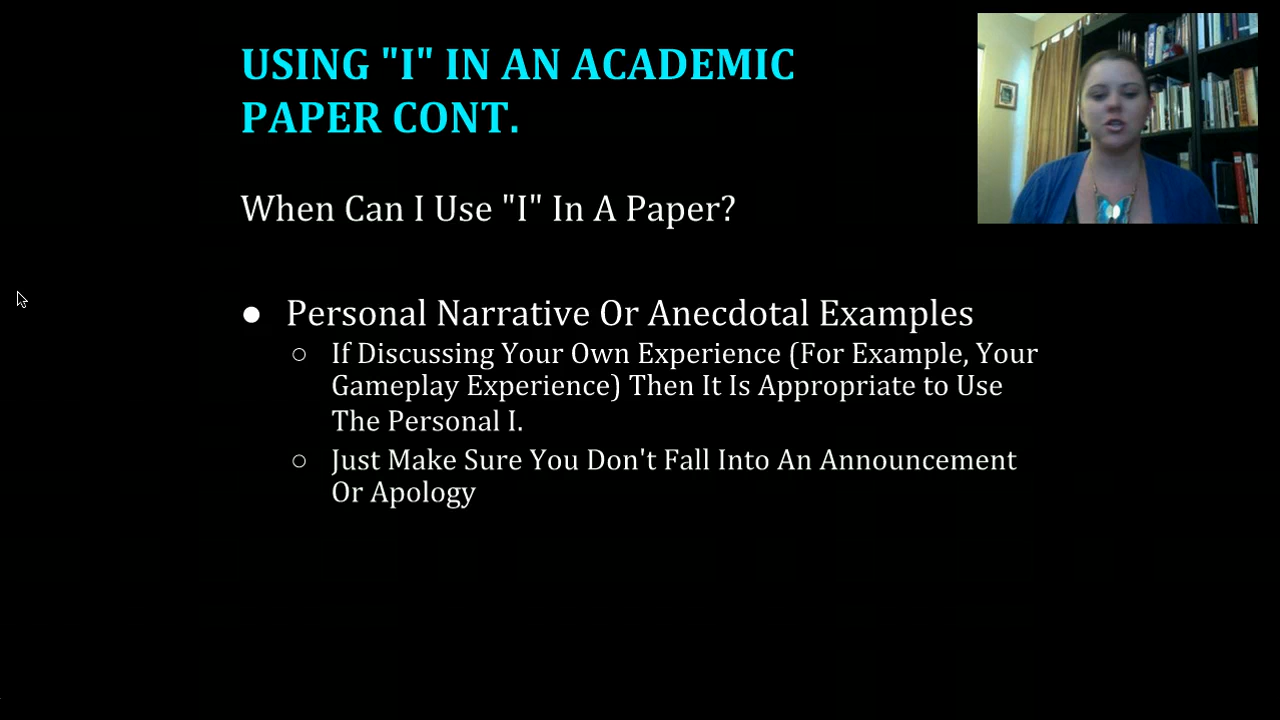 USING "I" IN AN ACADEMIC
PAPER CONT.
When Can I Use "I" In A Paper?
● Personal Narrative Or Anecdotal Examples
○ If Discussing Your Own Experience (For Example, Your
Gameplay Experience) Then It Is Appropriate to Use
The Personal I.
○ Just Make Sure You Don't Fall Into An Announcement
Or Apology